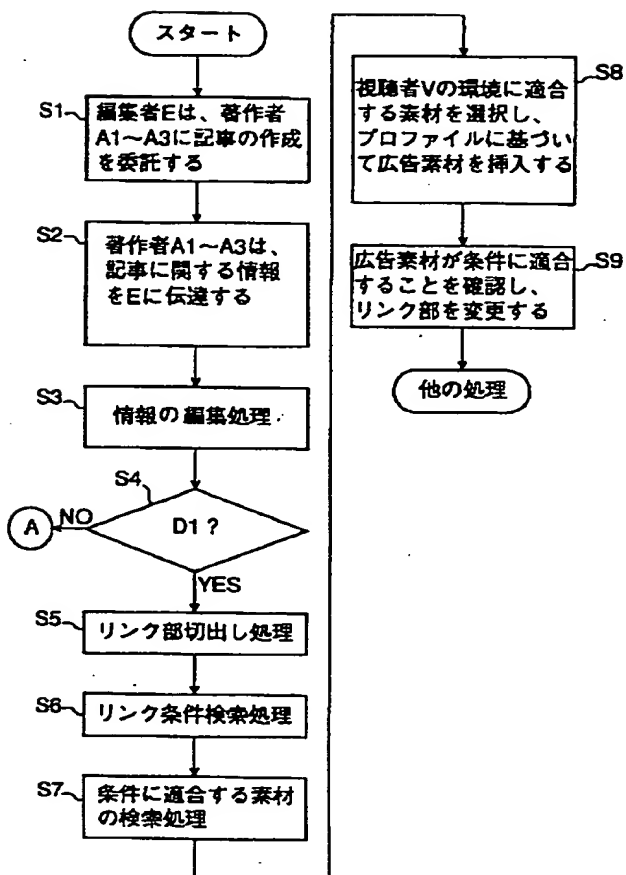 スタート
S1
編集者Eは、著作者
A1〜A3に記事の作成
を委託する
S2
著作者A1〜A3は、
記事に関する情報
をEに伝達する
S3
情報の編集処理
S4
D1？
NO
A
YES
S5
リンク部切出し処理
S6
リンク条件検索処理
S7
条件に適合する素材
の検索処理
S8
視聴者Vの環境に適合
する素材を選択し、
プロファイルに基づい
て広告素材を挿入する
S9
広告素材が条件に適合
することを確認し、
リンク部を変更する
他の処理